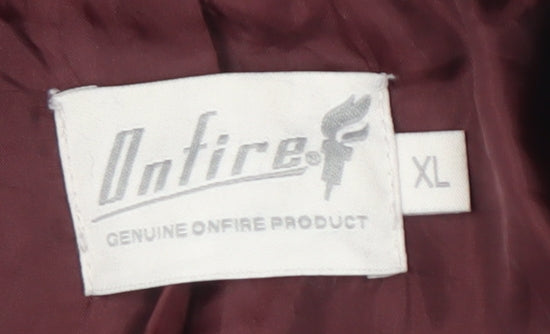 Onfire®
GENUINE ONFIRE PRODUCT
XL